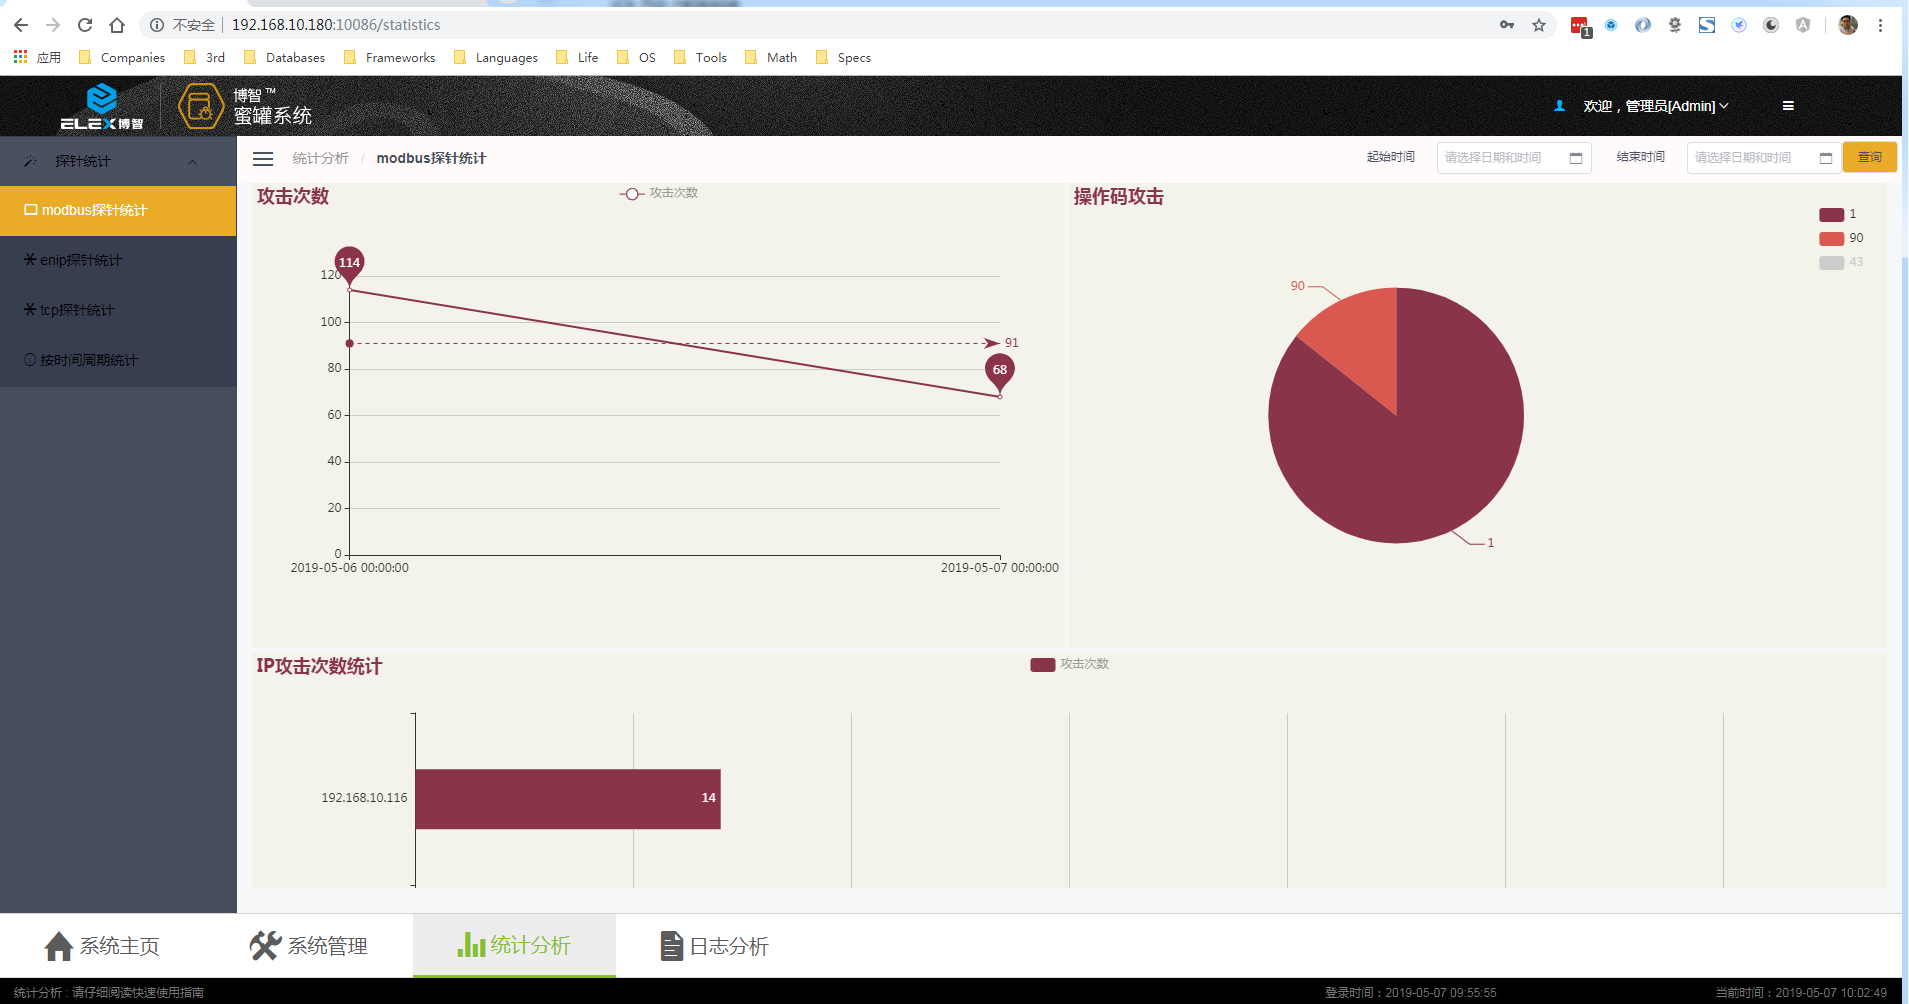 不安全 192.168.10.180:10086/statistics
1
应用 Companies 3rd Databases Frameworks Languages Life OS Tools Math Specs
ELEX博智
博智™
蜜罐系统
欢迎，管理员[Admin]
探针统计
modbus探针统计
enip探针统计
tcp探针统计
按时间周期统计
统计分析 / modbus探针统计
起始时间 请选择日期和时间 结束时间 请选择日期和时间 查询
攻击次数
攻击次数
114
120
100
91
80
68
60
40
20
0
2019-05-06 00:00:00 2019-05-07 00:00:00
操作码攻击
1
90
43
90
1
IP攻击次数统计
攻击次数
192.168.10.116 14
系统主页 系统管理 统计分析 日志分析
统计分析 : 请仔细阅读快速使用指南 登录时间：2019-05-07 09:55:55 当前时间：2019-05-07 10:02:49